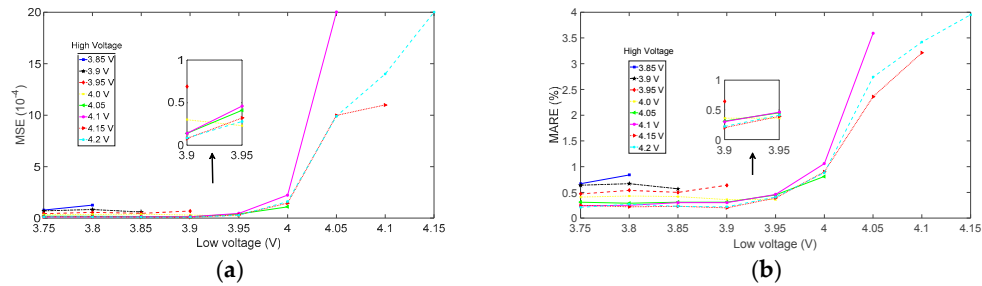 20
15
10
5
0
MSE (10⁻⁴)
High Voltage
3.85 V
3.9 V
3.95 V
4.0 V
4.05
4.1 V
4.15 V
4.2 V
1
0.5
0
3.9 3.95
3.75 3.8 3.85 3.9 3.95 4 4.05 4.1 4.15
Low voltage (V)
(a)
4
3.5
3
2.5
2
1.5
1
0.5
0
MARE (%)
High Voltage
3.85 V
3.9 V
3.95 V
4.0 V
4.05
4.1 V
4.15 V
4.2 V
1
0.5
0
3.9 3.95
3.75 3.8 3.85 3.9 3.95 4 4.05 4.1 4.15
Low voltage (V)
(b)